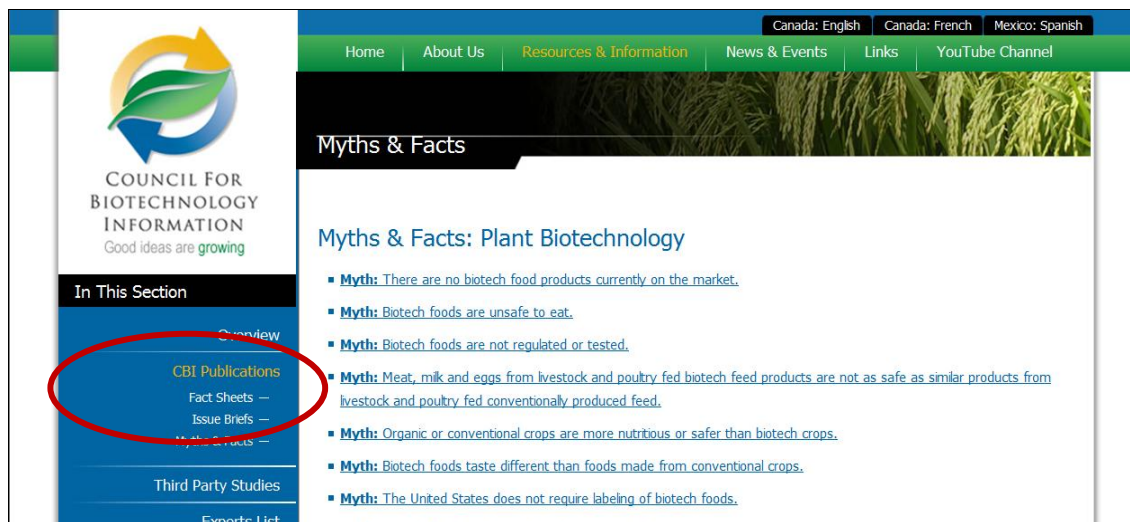 Canada: English Canada: French Mexico: Spanish
Home About Us Resources & Information News & Events Links YouTube Channel
Myths & Facts
COUNCIL FOR
BIOTECHNOLOGY
INFORMATION
Good ideas are growing
In This Section
Overview
CBI Publications
Fact Sheets —
Issue Briefs —
Myths & Facts —
Third Party Studies
Experts List
Myths & Facts: Plant Biotechnology
Myth: There are no biotech food products currently on the market.
Myth: Biotech foods are unsafe to eat.
Myth: Biotech foods are not regulated or tested.
Myth: Meat, milk and eggs from livestock and poultry fed biotech feed products are not as safe as similar products from
livestock and poultry fed conventionally produced feed.
Myth: Organic or conventional crops are more nutritious or safer than biotech crops.
Myth: Biotech foods taste different than foods made from conventional crops.
Myth: The United States does not require labeling of biotech foods.